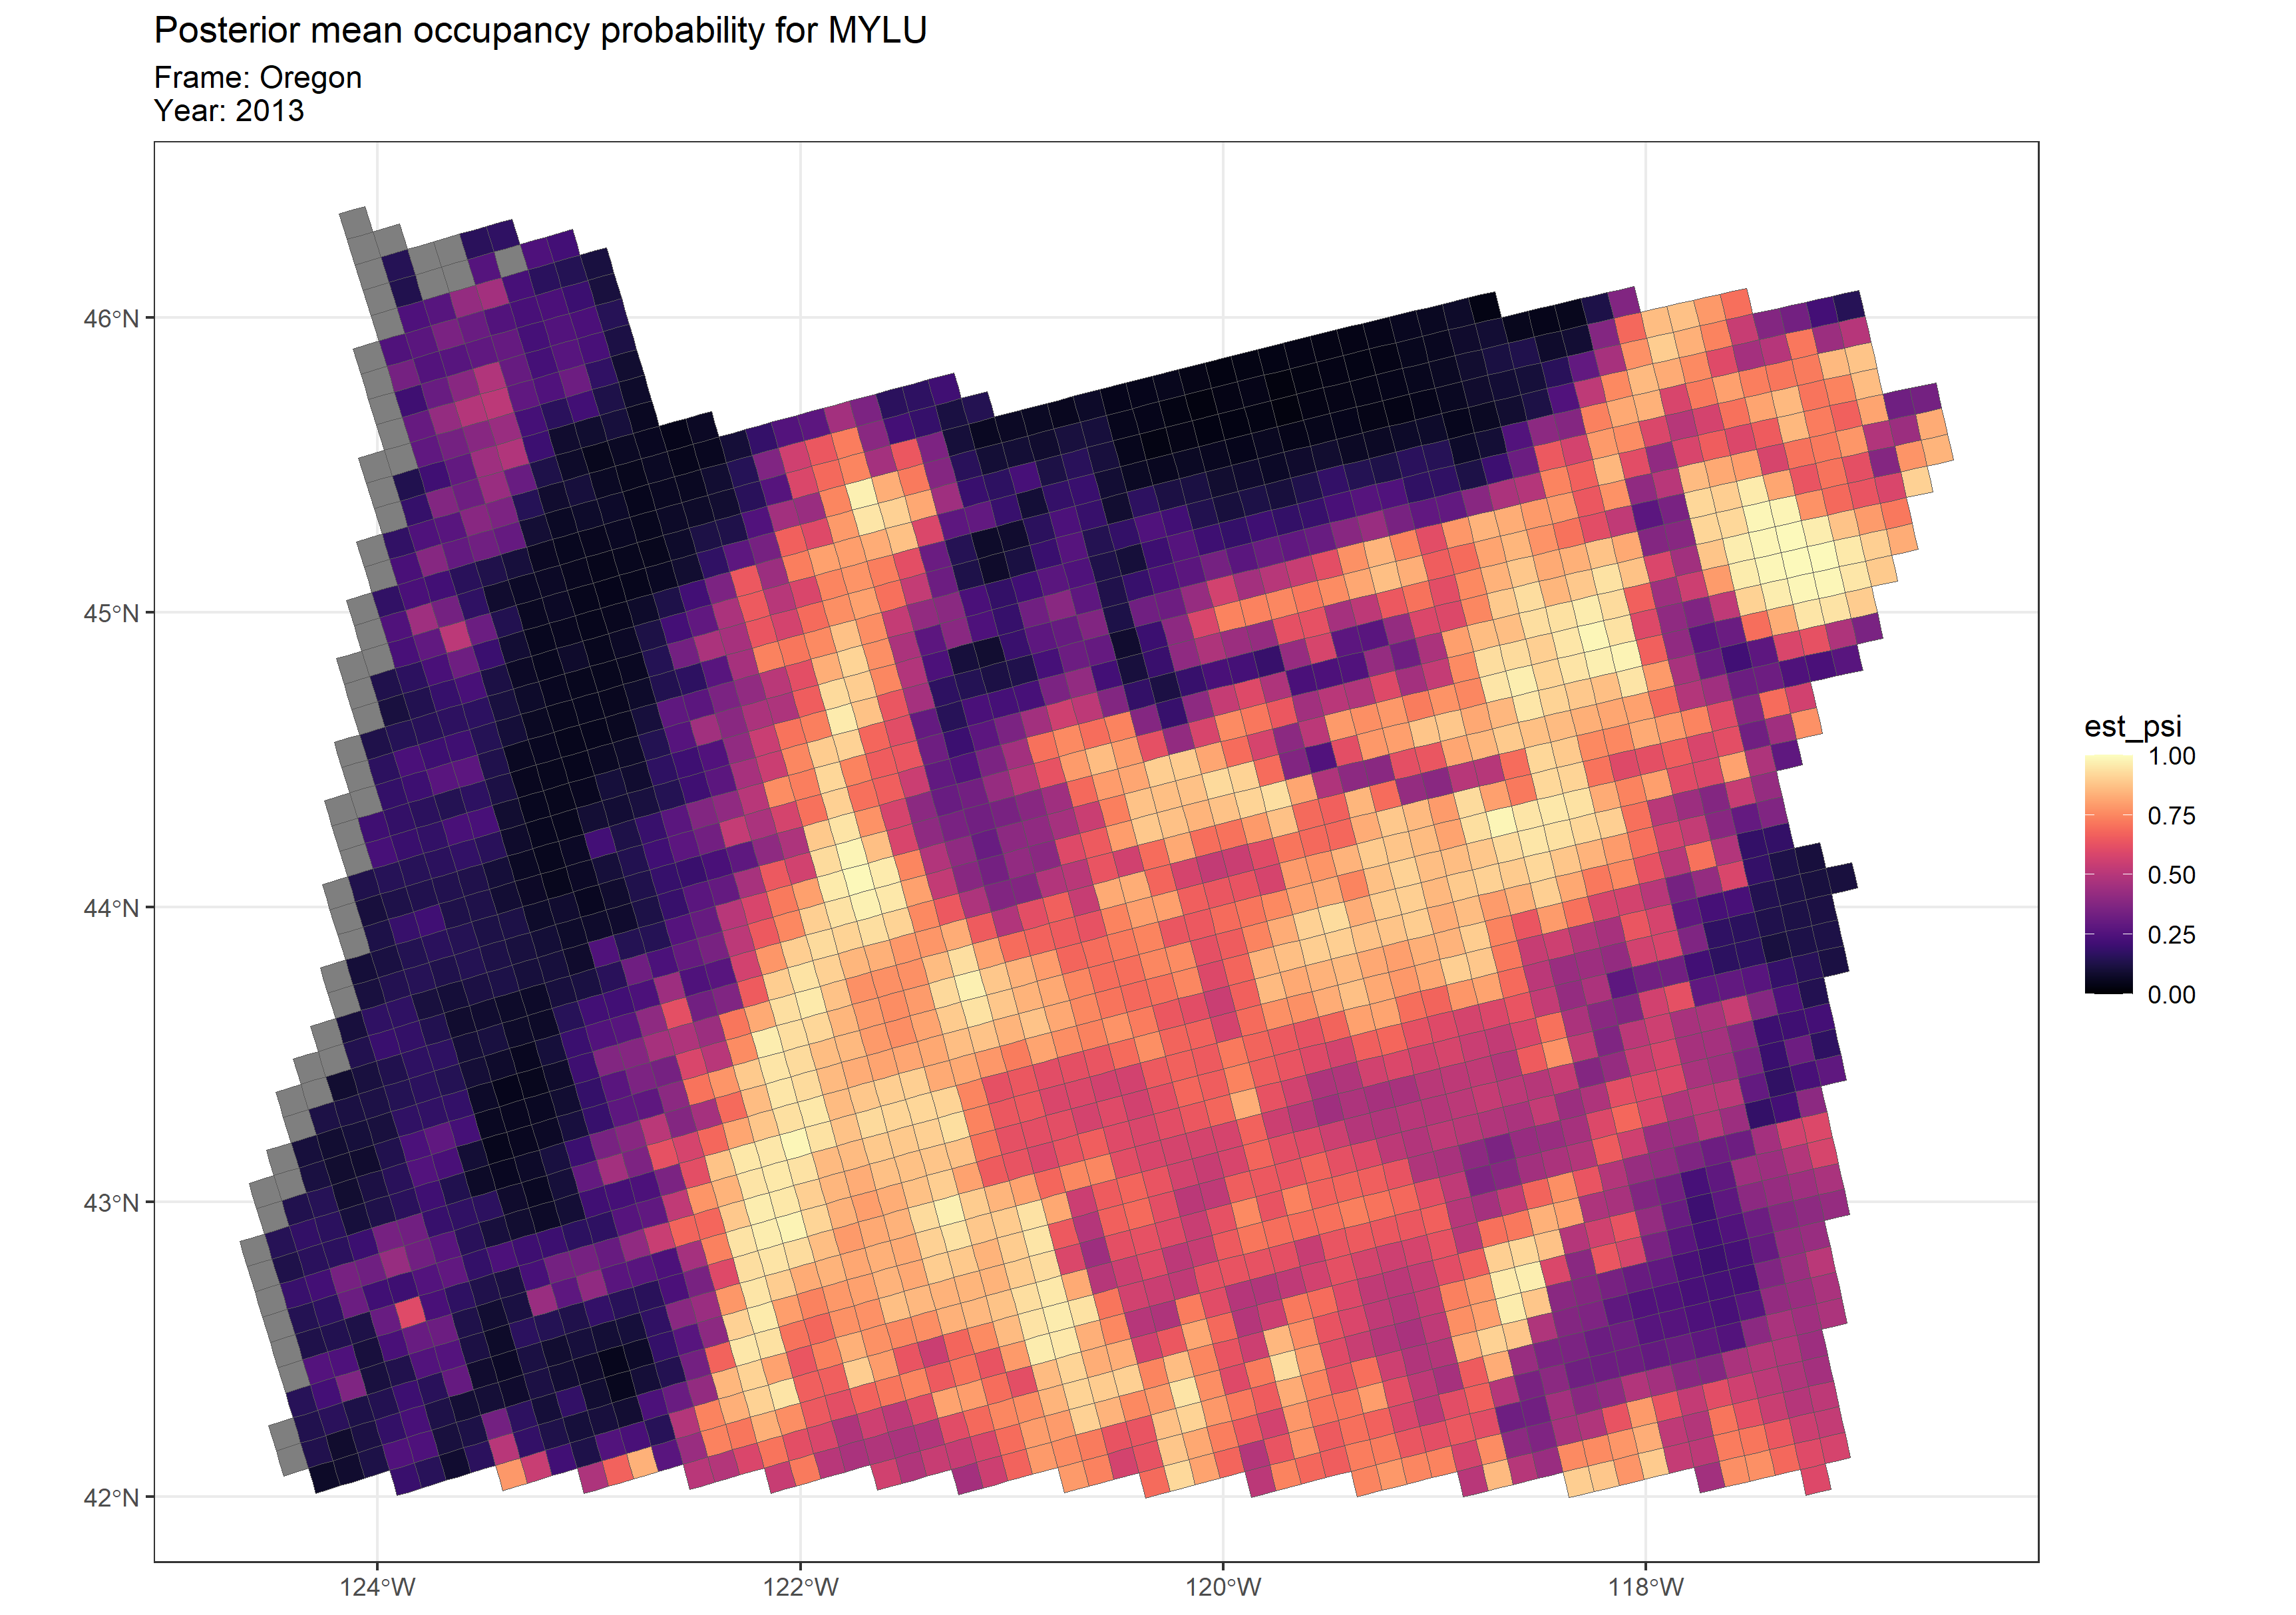 Posterior mean occupancy probability for MYLU
Frame: Oregon
Year: 2013
46°N
45°N
44°N
43°N
42°N
124°W
122°W
120°W
118°W
est_psi
1.00
0.75
0.50
0.25
0.00